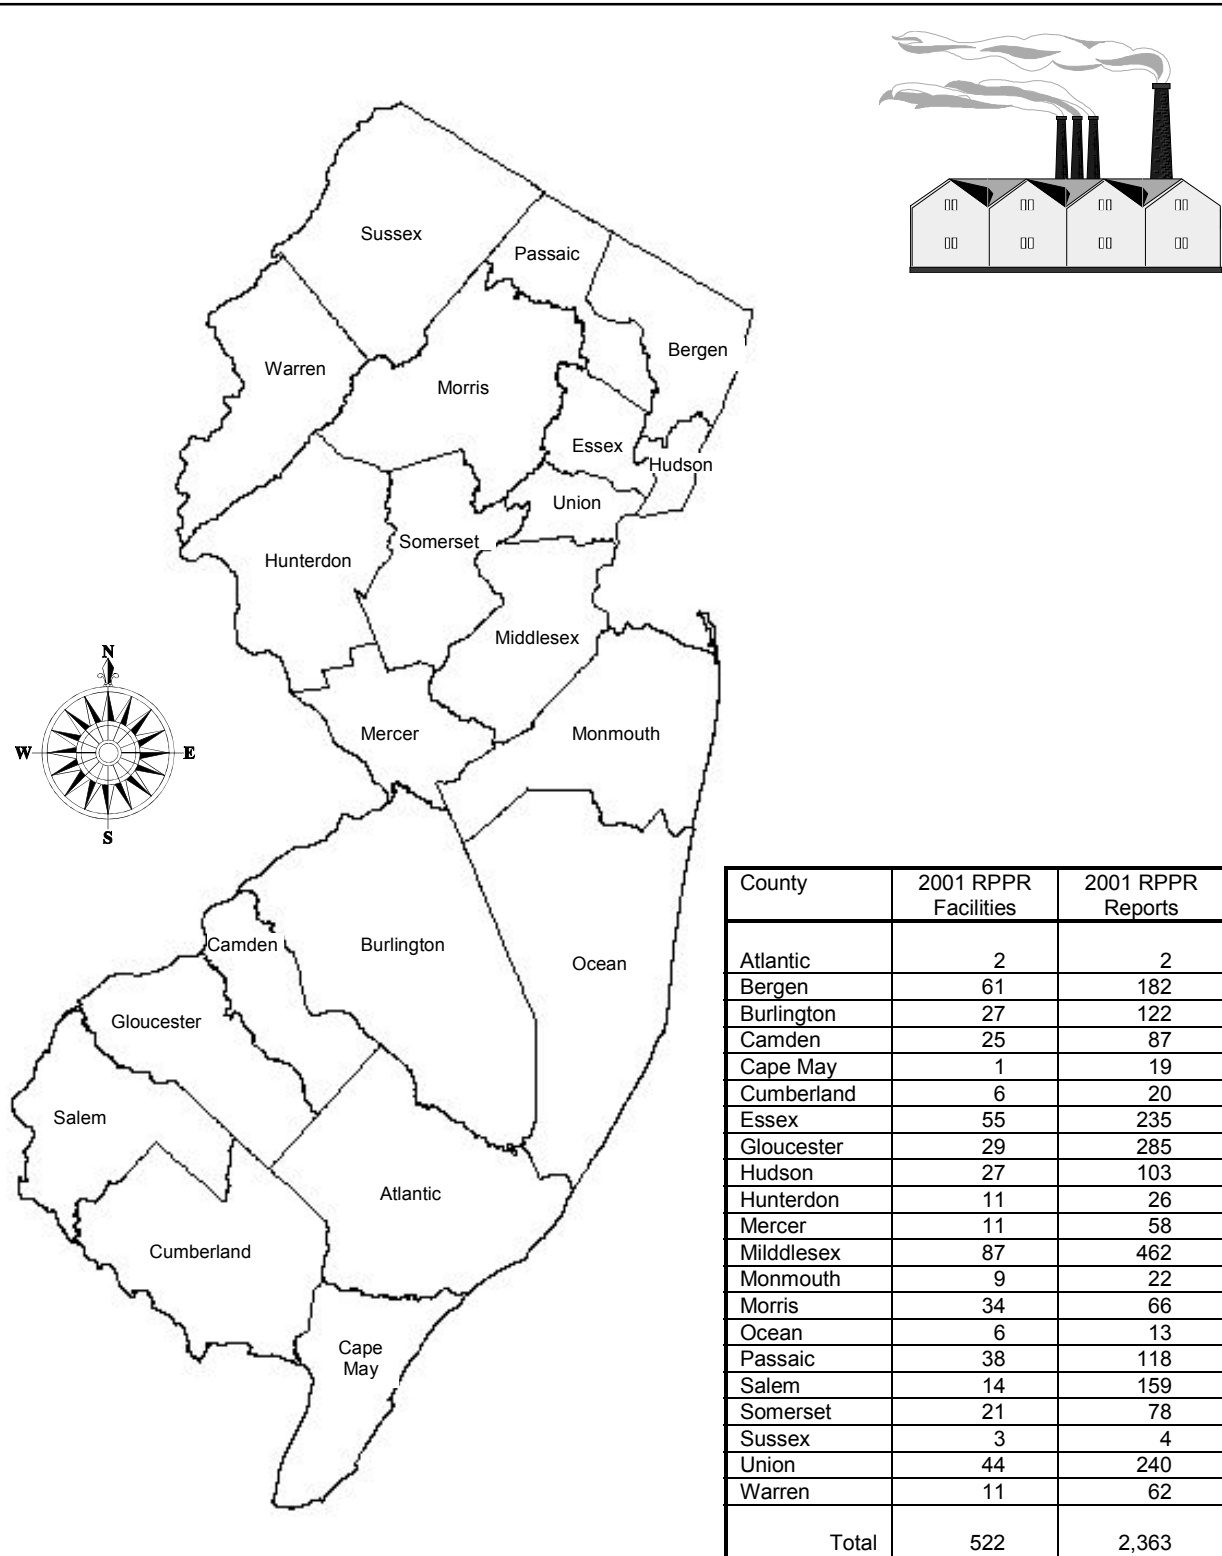 Sussex
Passaic
Bergen
Warren
Morris
Essex
Hudson
Union
Somerset
Hunterdon
Middlesex
N
W E
S
Mercer
Monmouth
Camden
Burlington
Ocean
Gloucester
Salem
Atlantic
Cumberland
Cape
May
County 2001 RPPR 2001 RPPR
Facilities Reports
Atlantic 2 2
Bergen 61 182
Burlington 27 122
Camden 25 87
Cape May 1 19
Cumberland 6 20
Essex 55 235
Gloucester 29 285
Hudson 27 103
Hunterdon 11 26
Mercer 11 58
Milddlesex 87 462
Monmouth 9 22
Morris 34 66
Ocean 6 13
Passaic 38 118
Salem 14 159
Somerset 21 78
Sussex 3 4
Union 44 240
Warren 11 62
Total 522 2,363